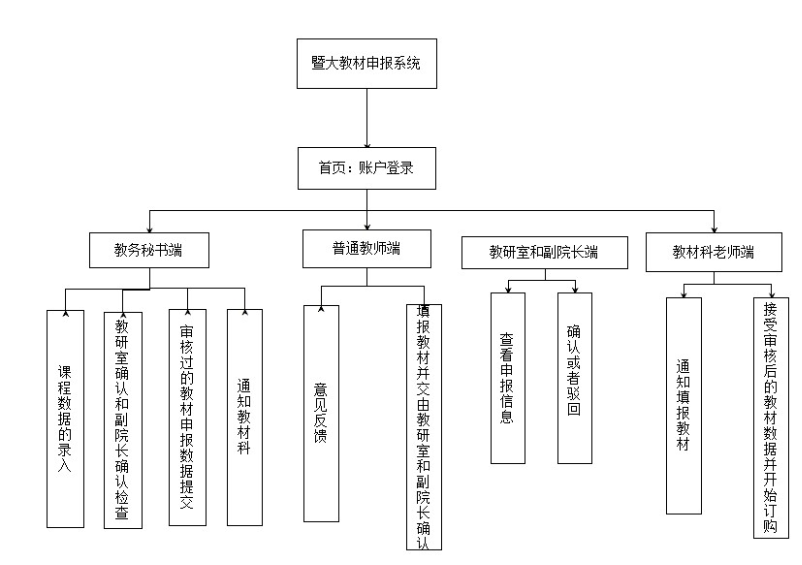 暨大教材申报系统
首页：账户登录
教务秘书端
普通教师端
教研室和副院长端
教材科老师端
课程数据的录入
教研室确认和副院长确认检查
审核过的教材申报数据提交
通知教材科
意见反馈
填报教材并交由教研室和副院长确认
查看申报信息
确认或者驳回
通知填报教材
接受审核后的教材数据并开始订购